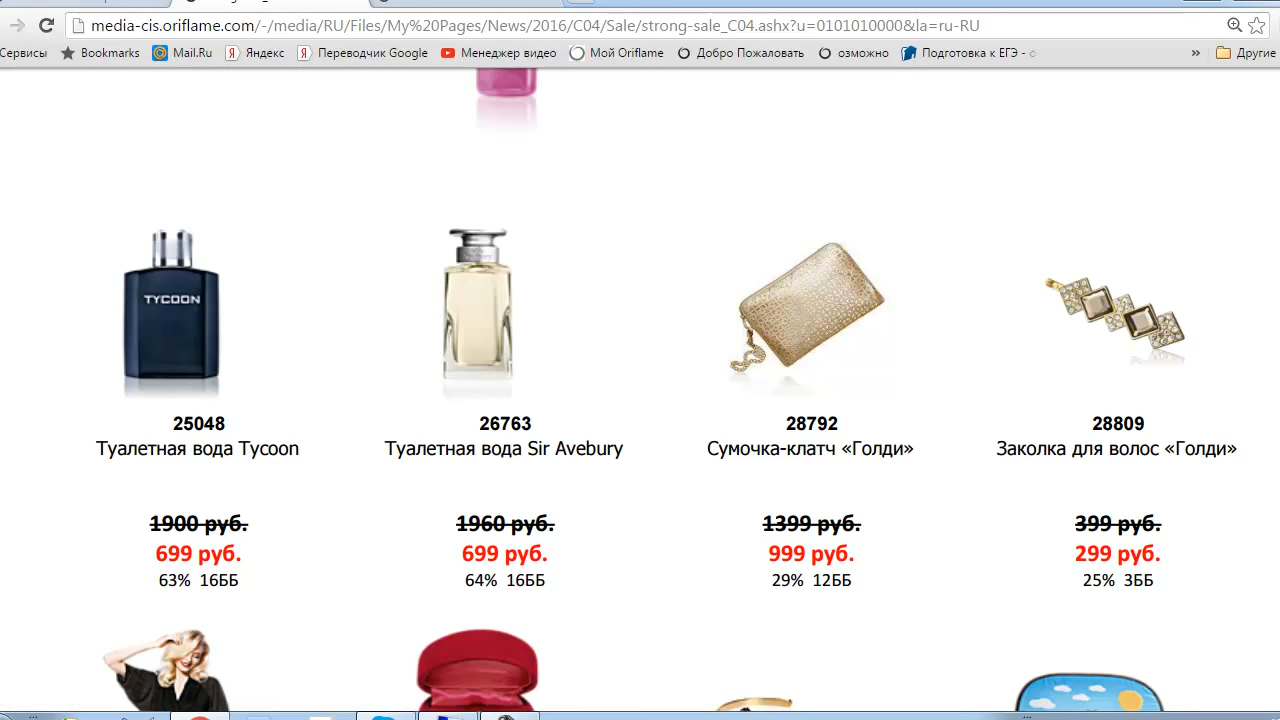 media-cis.oriflame.com/-/media/RU/Files/My%20Pages/News/2016/C04/Sale/strong-sale_C04.ashx?u=0101010000&la=ru-RU
Сервисы Bookmarks Mail.Ru Яндекс Переводчик Google Менеджер видео Мой Oriflame Добро Пожаловать озможно Подготовка к ЕГЭ - о » Другие
TYCOON
25048 26763 28792 28809
Туалетная вода Tycoon Туалетная вода Sir Avebury Сумочка-клатч «Голди» Заколка для волос «Голди»
1900 руб. 1960 руб. 1399 руб. 399 руб.
699 руб. 699 руб. 999 руб. 299 руб.
63% 16ББ 64% 16ББ 29% 12ББ 25% 3ББ